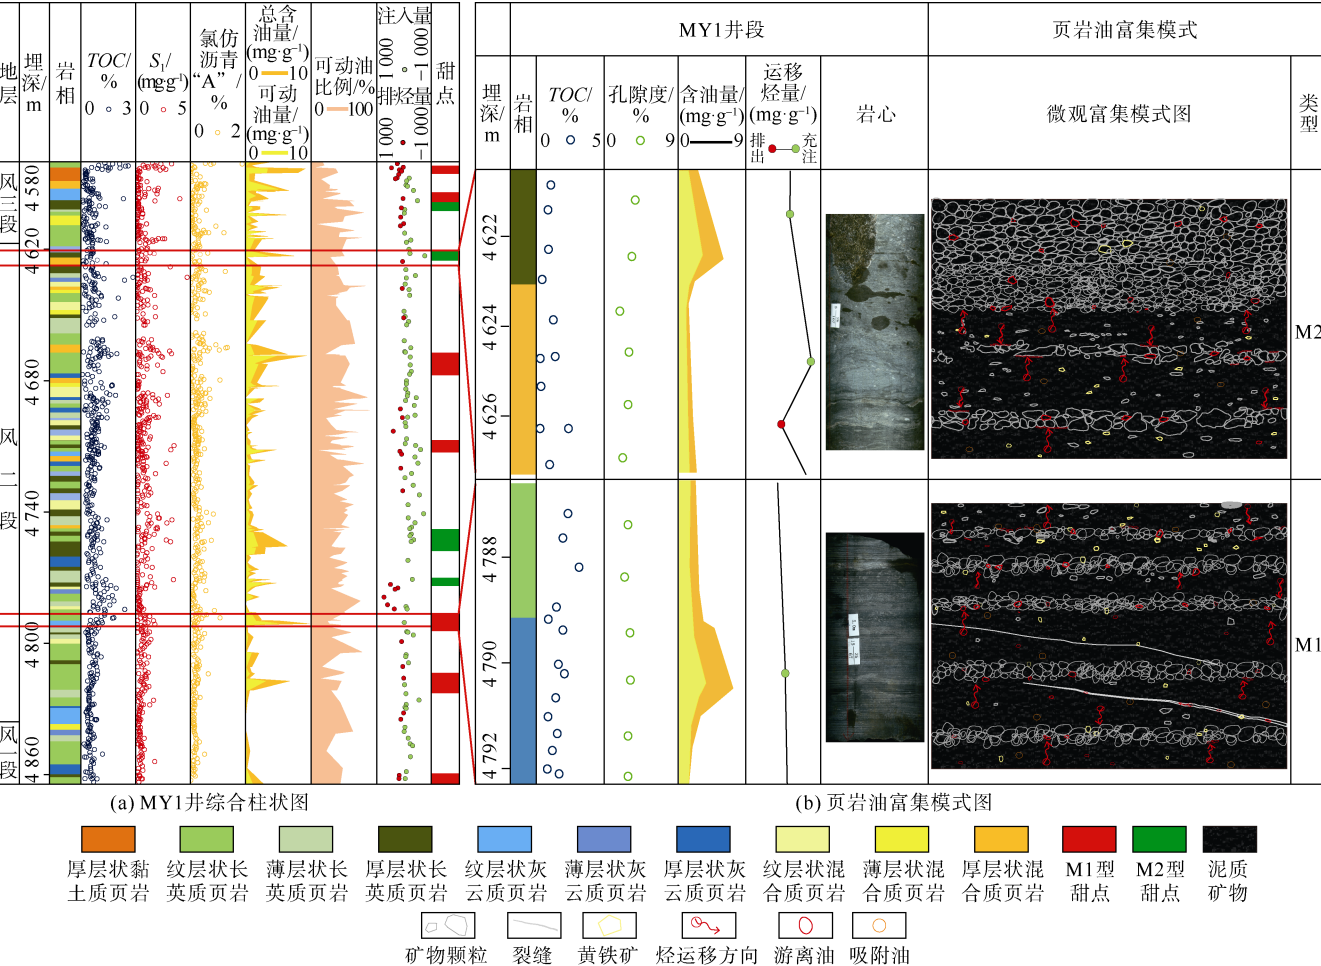 地层
埋深/m
岩相
TOC/%
0 3
S₁/(mg·g⁻¹)
0 5
氯仿沥青“A”/%
0 2
总含油量/(mg·g⁻¹)
0 10
可动油量/(mg·g⁻¹)
0 10
可动油比例/%
0 100
注入量
1 000 −1 000
排烃量
1 000 −1 000
甜点
风三段
风二段
风一段
4 580
4 620
4 680
4 740
4 800
4 860
MY1井段
页岩油富集模式
埋深/m
岩相
TOC/%
0 5
孔隙度/%
0 9
含油量/(mg·g⁻¹)
0 9
运移烃量/(mg·g⁻¹)
排出 充注
岩心
微观富集模式图
类型
4 622
4 624
4 626
M2
4 788
4 790
4 792
M1
(a) MY1井综合柱状图
(b) 页岩油富集模式图
厚层状黏土质页岩
纹层状长英质页岩
薄层状长英质页岩
厚层状长英质页岩
纹层状灰云质页岩
薄层状灰云质页岩
厚层状灰云质页岩
纹层状混合质页岩
薄层状混合质页岩
厚层状混合质页岩
M1型甜点
M2型甜点
泥质矿物
矿物颗粒
裂缝
黄铁矿
烃运移方向
游离油
吸附油